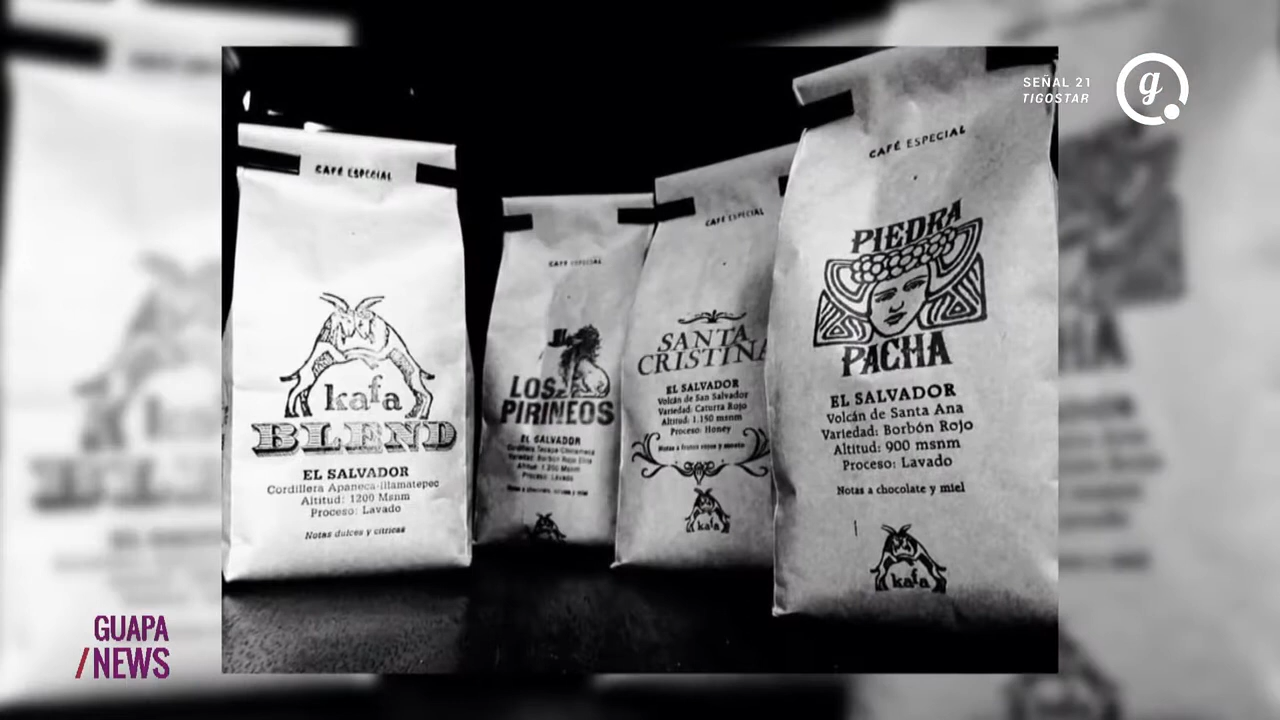 SEÑAL 21
TIGOSTAR
g
CAFÉ ESPECIAL
kafa
BLEND
EL SALVADOR
Cordillera Apaneca-Illamatepec
Altitud: 1200 Msnm
Proceso: Lavado
Notas dulces y cítricas
CAFÉ ESPECIAL
LOS
PIRINEOS
EL SALVADOR
Proceso: Lavado
CAFÉ ESPECIAL
SANTA
CRISTINA
EL SALVADOR
Volcán de San Salvador
Variedad: Caturra Rojo
Altitud: 1.150 msnm
Proceso: Honey
kafa
CAFÉ ESPECIAL
PIEDRA
PACHA
EL SALVADOR
Volcán de Santa Ana
Variedad: Borbón Rojo
Altitud: 900 msnm
Proceso: Lavado
Notas a chocolate y miel
kafa
GUAPA
/NEWS